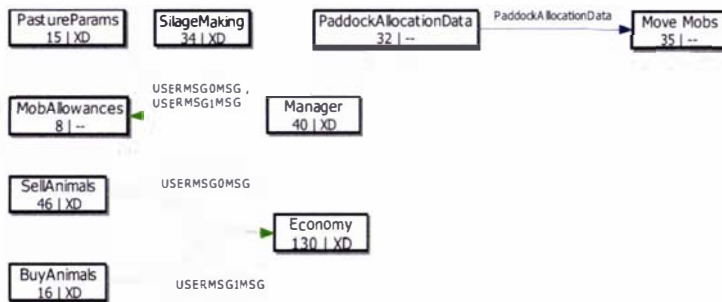 PastureParams
15 | XD
SilageMaking
34 | XD
PaddockAllocationData
32 | --
PaddockAllocationData
Move Mobs
35 | --
USERMSG0MSG ,
USERMSG1MSG
MobAllowances
8 | --
Manager
40 | XD
SellAnimals
46 | XD
USERMSG0MSG
Economy
130 | XD
BuyAnimals
16 | XD
USERMSG1MSG